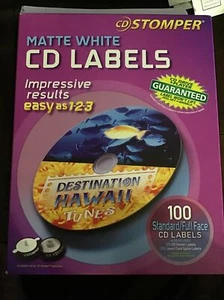 CD STOMPER
MATTE WHITE
CD LABELS
Impressive
results
easy as 1-2-3
GUARANTEED
DESTINATION
HAWAII
TUNES
100
Standard/Full Face
CD LABELS